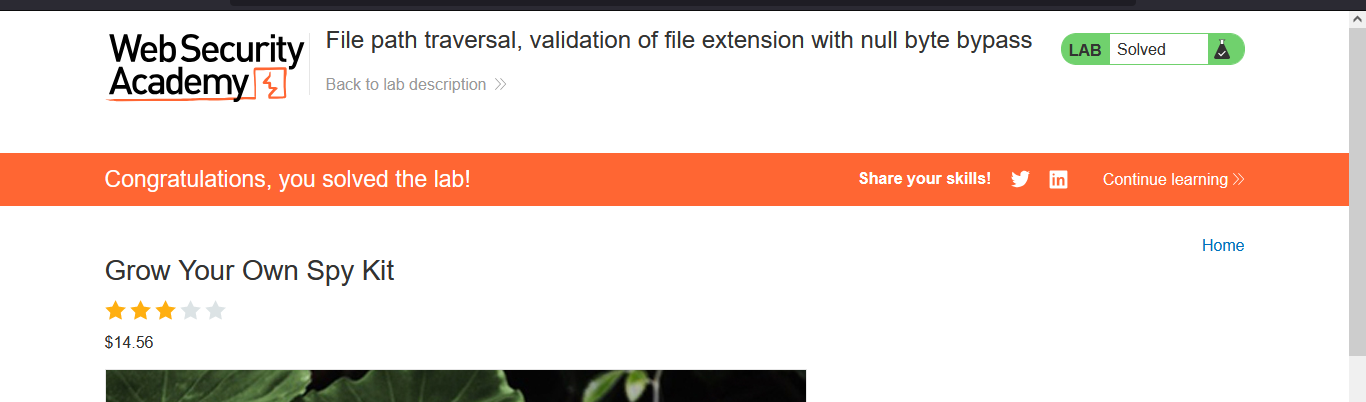 Web Security
Academy
File path traversal, validation of file extension with null byte bypass
Back to lab description
LAB Solved
Congratulations, you solved the lab!
Share your skills!
Continue learning
Home
Grow Your Own Spy Kit
$14.56